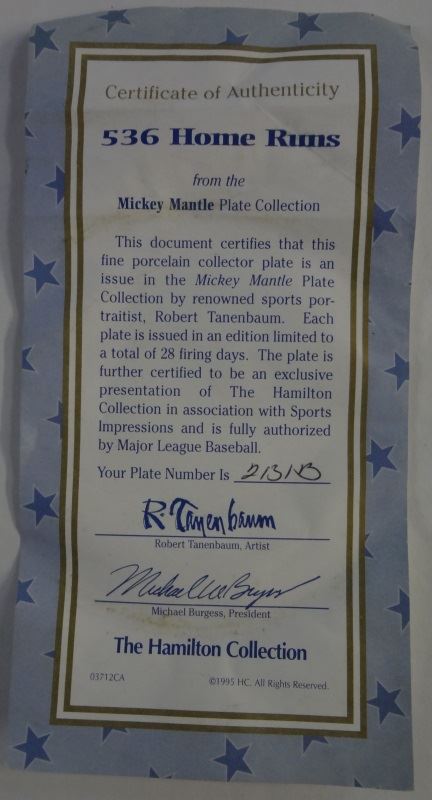 Certificate of Authenticity
536 Home Runs
from the
Mickey Mantle Plate Collection
This document certifies that this
fine porcelain collector plate is an
issue in the Mickey Mantle Plate
Collection by renowned sports por-
traitist, Robert Tanenbaum. Each
plate is issued in an edition limited to
a total of 28 firing days. The plate is
further certified to be an exclusive
presentation of The Hamilton
Collection in association with Sports
Impressions and is fully authorized
by Major League Baseball.
Your Plate Number Is
R. Tanenbaum
Robert Tanenbaum, Artist
Michael Burgess, President
The Hamilton Collection
03712CA ©1995 HC. All Rights Reserved.